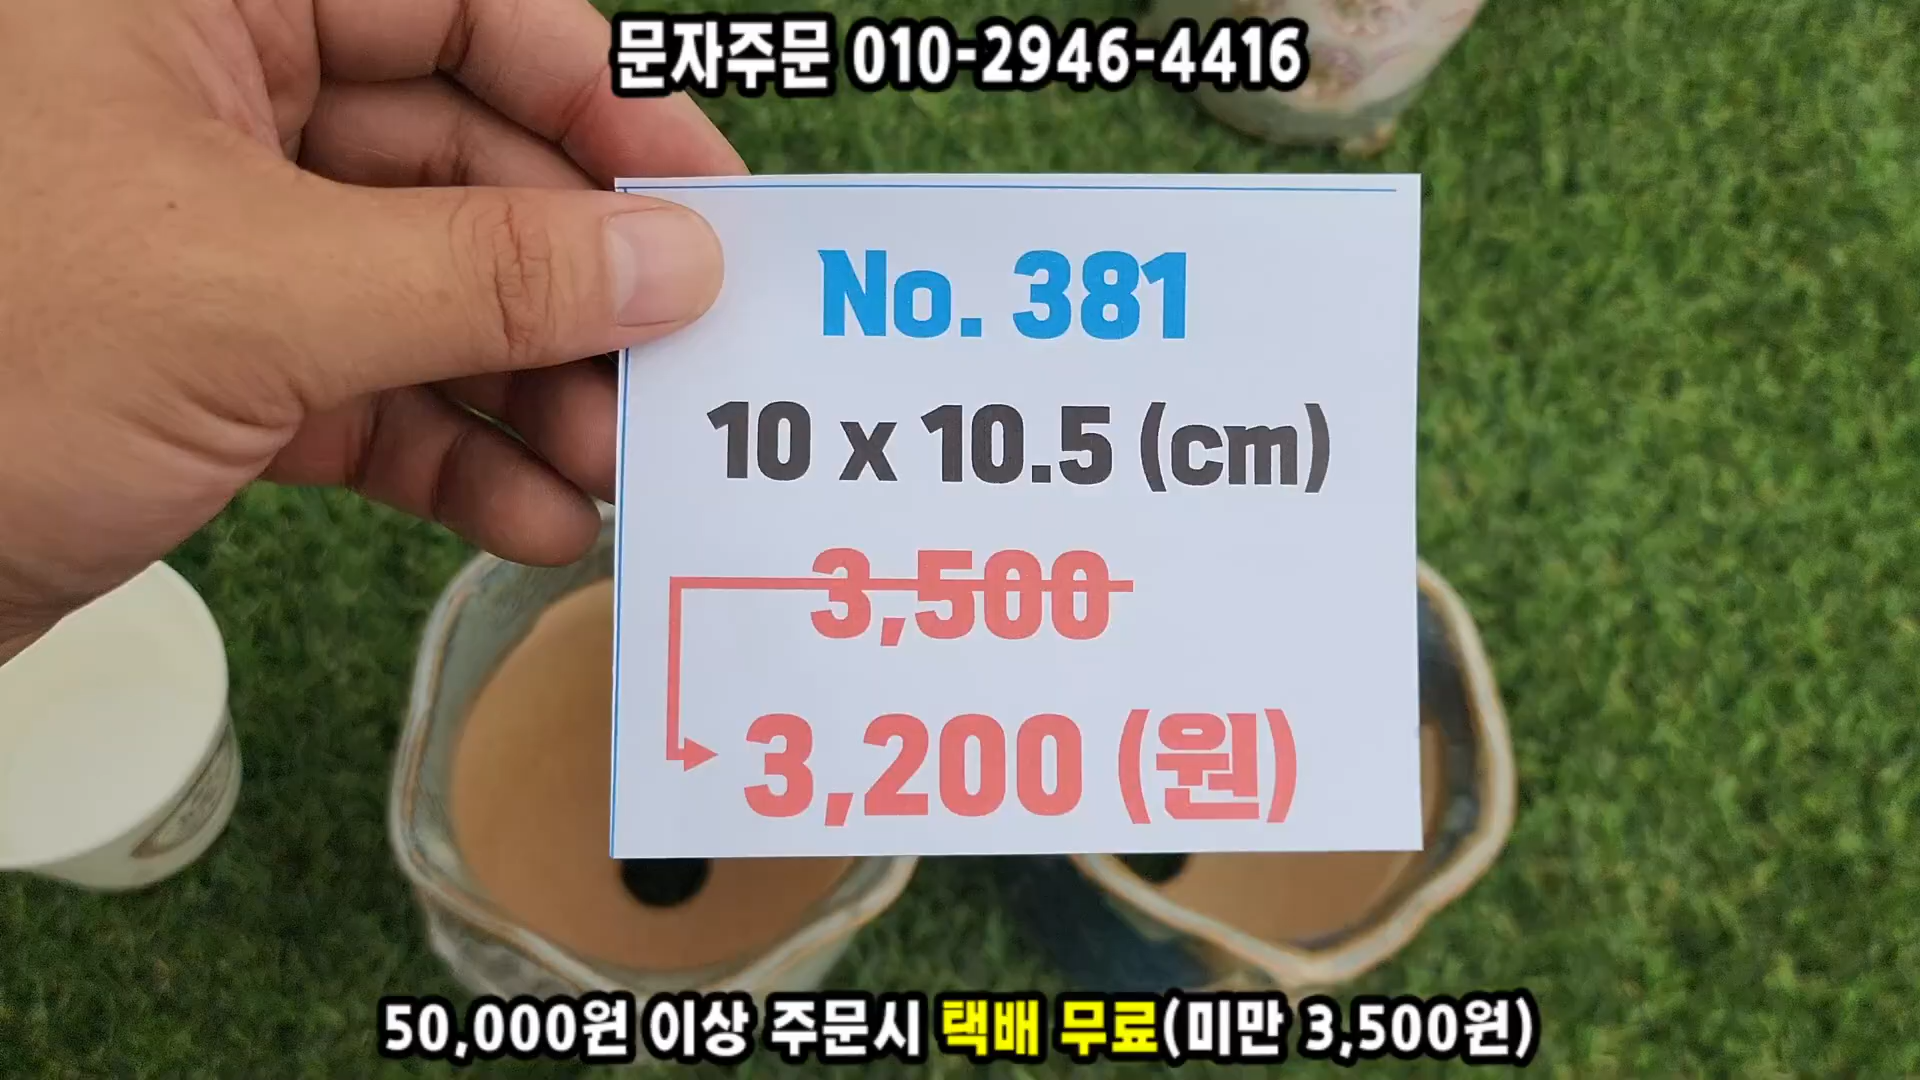 문자주문 010-2946-4416
No. 381
10 x 10.5 (cm)
3,500
3,200 (원)
50,000원 이상 주문시 택배 무료(미만 3,500원)